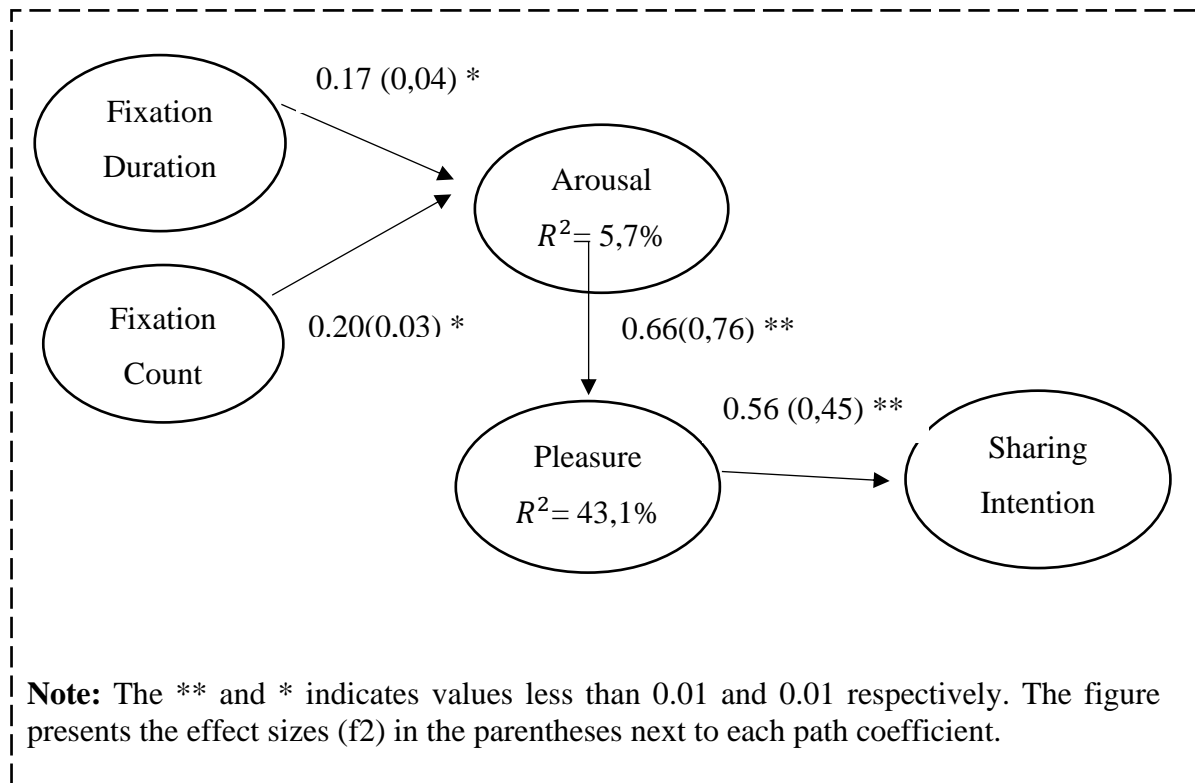 0.17 (0,04) *
Fixation
Duration
Arousal
R²= 5,7%
Fixation
Count
0.20(0,03) *
0.66(0,76) **
0.56 (0,45) **
Pleasure
R²= 43,1%
Sharing
Intention
Note: The ** and * indicates values less than 0.01 and 0.01 respectively. The figure
presents the effect sizes (f2) in the parentheses next to each path coefficient.